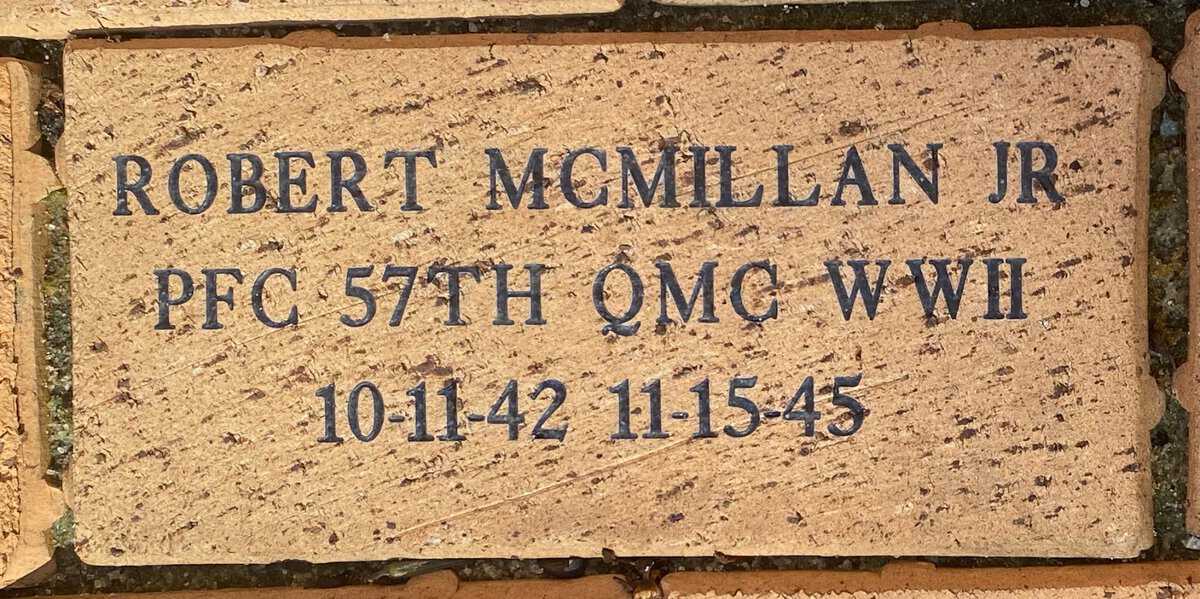 ROBERT MCMILLAN JR
PFC 57TH QMC WWII
10-11-42 11-15-45